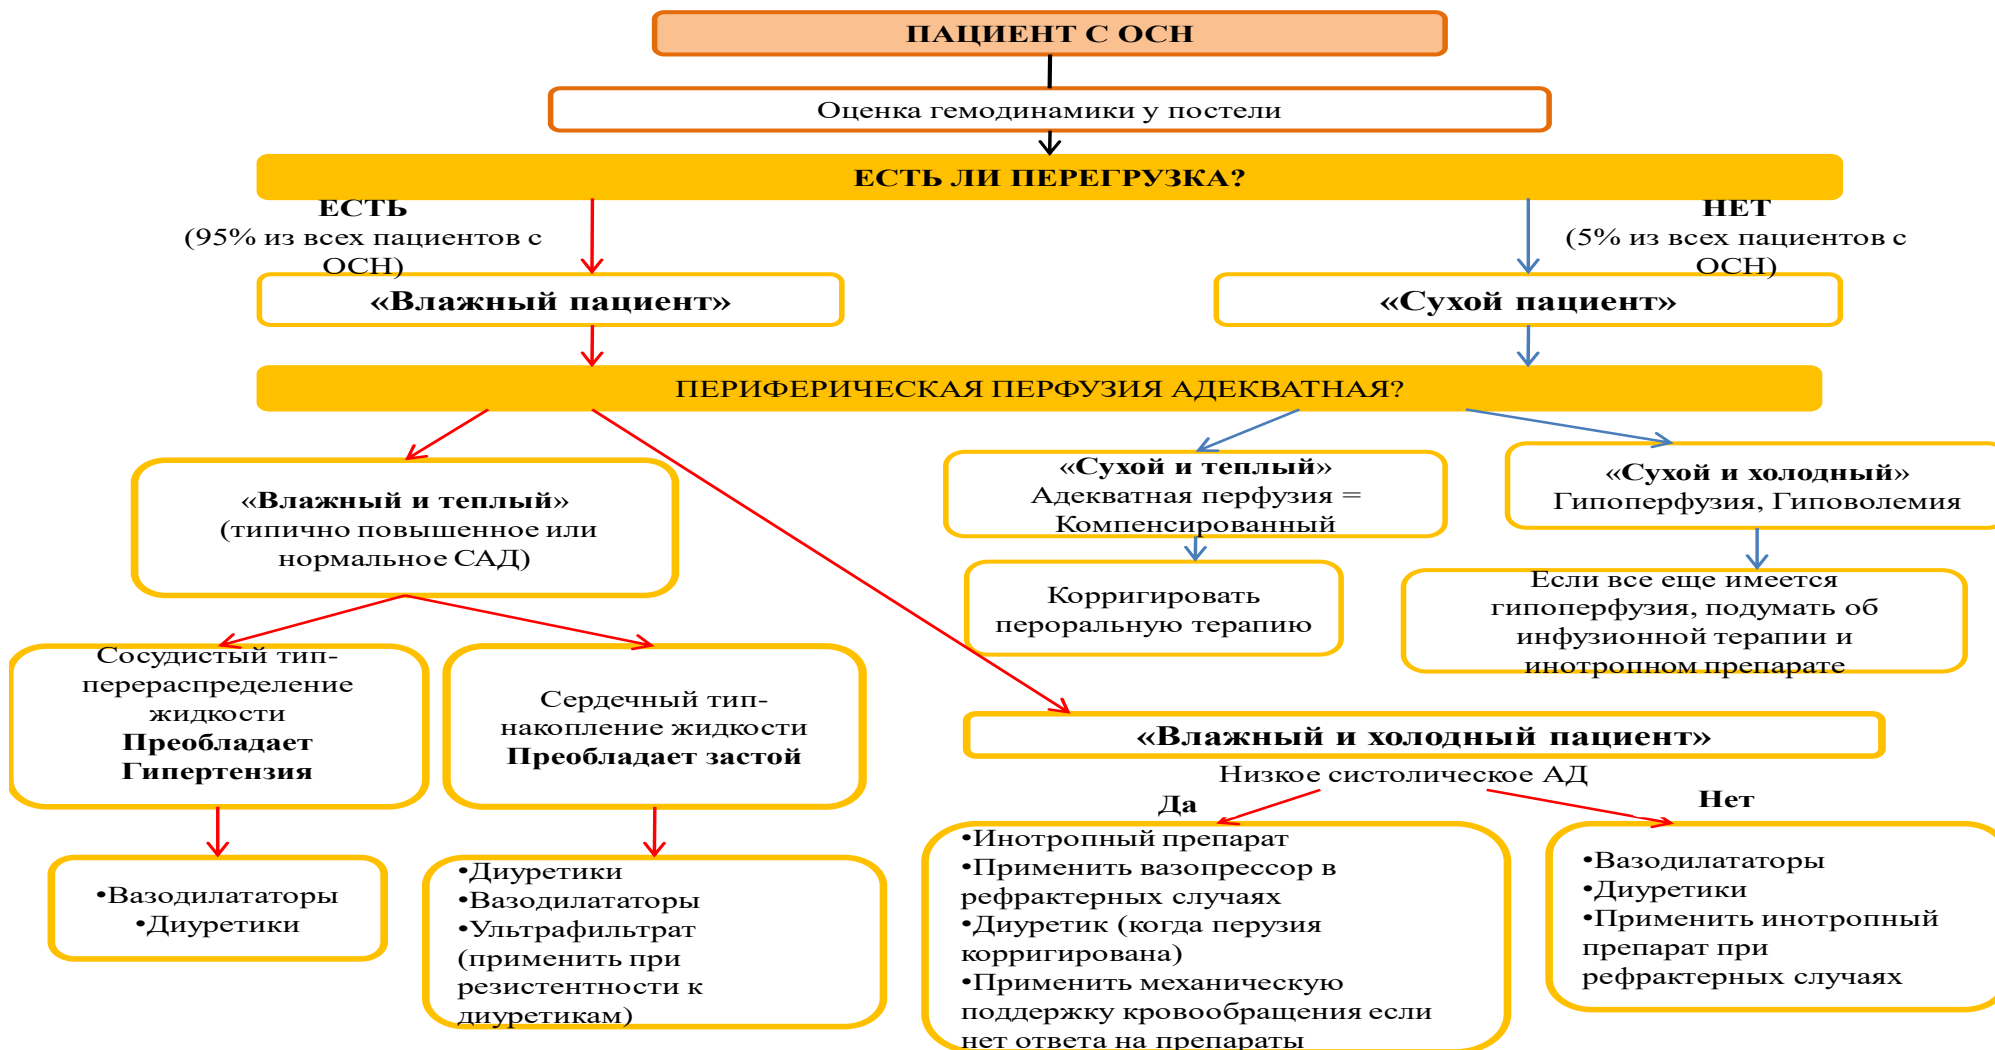 ПАЦИЕНТ С ОСН
Оценка гемодинамики у постели
ЕСТЬ ЛИ ПЕРЕГРУЗКА?
ЕСТЬ
(95% из всех пациентов с
ОСН)
НЕТ
(5% из всех пациентов с
ОСН)
«Влажный пациент»
«Сухой пациент»
ПЕРИФЕРИЧЕСКАЯ ПЕРФУЗИЯ АДЕКВАТНАЯ?
«Влажный и теплый»
(типично повышенное или
нормальное САД)
«Сухой и теплый»
Адекватная перфузия =
Компенсированный
«Сухой и холодный»
Гипоперфузия, Гиповолемия
Корригировать
пероральную терапию
Если все еще имеется
гипоперфузия, подумать об
инфузионной терапии и
инотропном препарате
Сосудистый тип-
перераспределение
жидкости
Преобладает
Гипертензия
Сердечный тип-
накопление жидкости
Преобладает застой
«Влажный и холодный пациент»
Низкое систолическое АД
Да
Нет
•Вазодилататоры
•Диуретики
•Диуретики
•Вазодилататоры
•Ультрафильтрат
(применить при
резистентности к
диуретикам)
•Инотропный препарат
•Применить вазопрессор в
рефрактерных случаях
•Диуретик (когда перузия
корригирована)
•Применить механическую
поддержку кровообращения если
нет ответа на препараты
•Вазодилататоры
•Диуретики
•Применить инотропный
препарат при
рефрактерных случаях